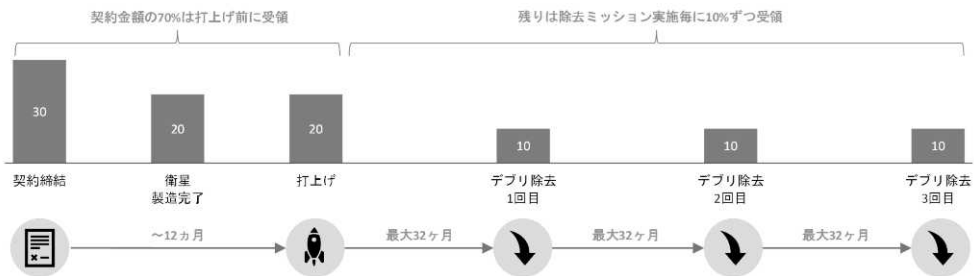 契約金額の70%は打上げ前に受領
残りは除去ミッション実施毎に10%ずつ受領
30
20
20
10
10
10
契約締結
衛星
製造完了
打上げ
デブリ除去
1回目
デブリ除去
2回目
デブリ除去
3回目
～12ヵ月
最大32ヶ月
最大32ヶ月
最大32ヶ月